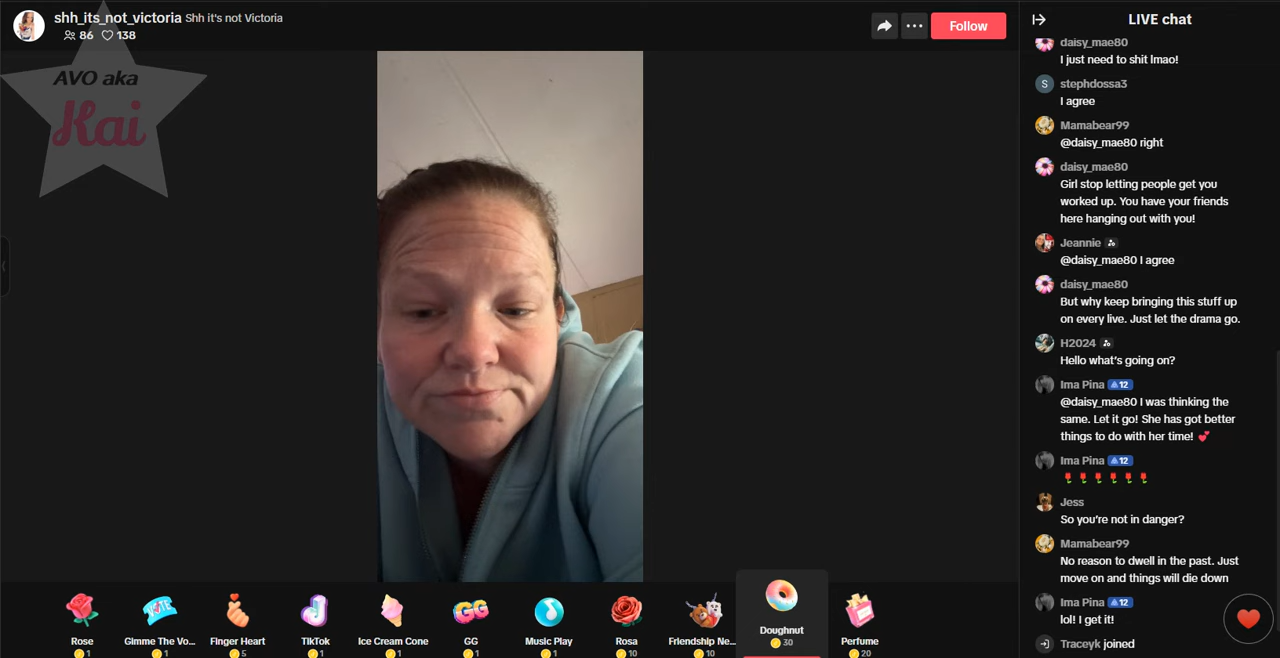 shh_its_not_victoria Shh it's not Victoria
86 138
Follow
AVO aka
Kai
LIVE chat
daisy_mae80
I just need to shit lmao!
S stephdossa3
I agree
Mamabear99
@daisy_mae80 right
daisy_mae80
Girl stop letting people get you
worked up. You have your friends
here hanging out with you!
Jeannie
@daisy_mae80 I agree
daisy_mae80
But why keep bringing this stuff up
on every live. Just let the drama go.
H2024
Hello what's going on?
Ima Pina 12
@daisy_mae80 I was thinking the
same. Let it go! She has got better
things to do with her time! 💕
Ima Pina 12
🌹🌹🌹🌹🌹🌹
Jess
So you're not in danger?
Mamabear99
No reason to dwell in the past. Just
move on and things will die down
Ima Pina 12
lol! I get it!
Traceyk joined
Rose Gimme The Vo... Finger Heart TikTok Ice Cream Cone GG Music Play Rosa Friendship Ne... Doughnut Perfume
1 1 5 1 1 1 1 10 10 30 20